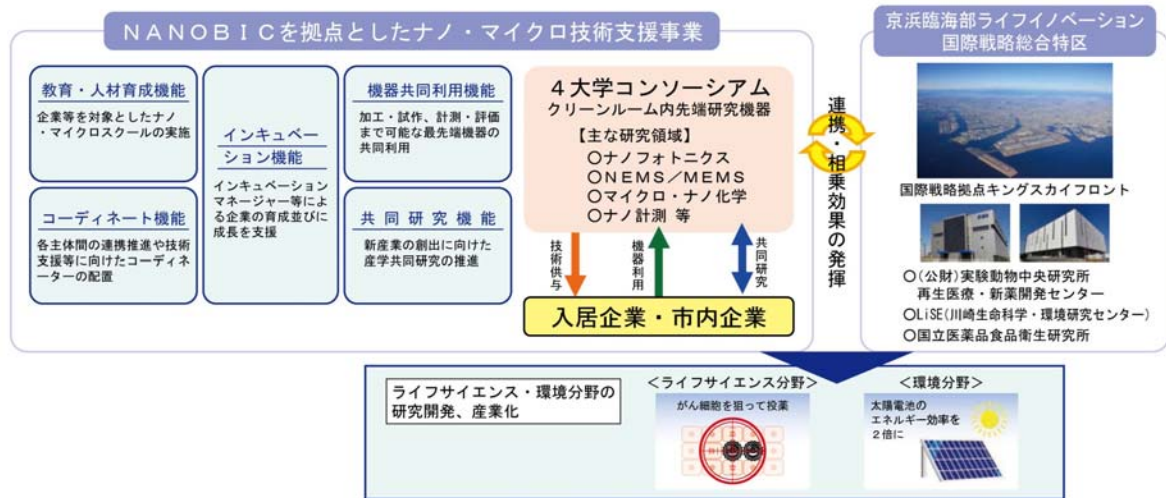 NANOBICを拠点としたナノ・マイクロ技術支援事業
教育・人材育成機能
企業等を対象としたナノ
・マイクロスクールの実施
コーディネート機能
各主体間の連携推進や技術
支援等に向けたコーディネ
ーターの配置
インキュベー
ション機能
インキュベーション
マネージャー等によ
る企業の育成並びに
成長を支援
機器共同利用機能
加工・試作、計測・評価
まで可能な最先端機器の
共同利用
共同研究機能
新産業の創出に向けた
産学共同研究の推進
4大学コンソーシアム
クリーンルーム内先端研究機器
【主な研究領域】
○ナノフォトニクス
○NEMS/MEMS
○マイクロ・ナノ化学
○ナノ計測 等
技術供与
機器利用
共同研究
入居企業・市内企業
連携・相乗効果の発揮
京浜臨海部ライフイノベーション
国際戦略総合特区
国際戦略拠点キングスカイフロント
○(公財)実験動物中央研究所
再生医療・新薬開発センター
○LiSE(川崎生命科学・環境研究センター)
○国立医薬品食品衛生研究所
ライフサイエンス・環境分野の
研究開発、産業化
<ライフサイエンス分野>
がん細胞を狙って投薬
<環境分野>
太陽電池の
エネルギー効率を
2倍に